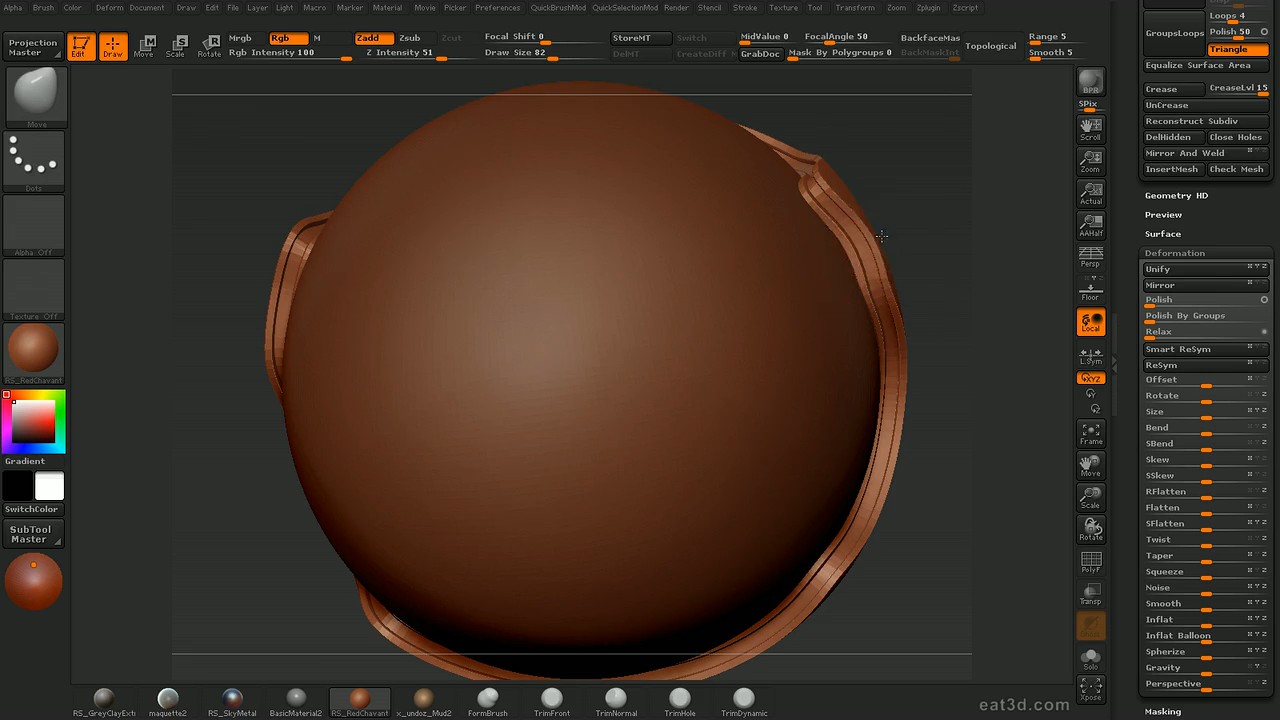 Alpha Brush Color Deform Document Draw Edit File Layer Light Macro Marker Material Movie Picker Preferences QuickBrushMod QuickSelectionMod Render Stencil Stroke Texture Tool Transform Zoom Zplugin Zscript
Projection Master
Edit
Draw
Move
Scale
Rotate
Mrgb Rgb M
Rgb Intensity 100
Zadd Zsub
Z Intensity 51
Focal Shift 0
Draw Size 82
StoreMT Switch
DelMT CreateDiff
MidValue 0 FocalAngle 50 BackfaceMas
GrabDoc Mask By Polygroups 0 BackMaskInt
Topological
Range 5
Smooth 5
Move
Dots
Alpha Off
Texture Off
RS_RedChavant
Gradient
SwitchColor
SubTool Master
BPR
SPix
Scroll
Zoom
Actual
AAHalf
Persp
Floor
Local
L.Sym
XYZ
Frame
Move
Scale
Rotate
PolyF
Transp
Ghost
Solo
Xpose
GroupsLoops
Loops 4
Polish 50
Triangle
Equalize Surface Area
Crease CreaseLvl 15
UnCrease
Reconstruct Subdiv
DelHidden Close Holes
Mirror And Weld
InsertMesh Check Mesh
Geometry HD
Preview
Surface
Deformation
Unify
Mirror
Polish
Polish By Groups
Relax
Smart ReSym
ReSym
Offset
Rotate
Size
Bend
SBend
Skew
SSkew
RFlatten
Flatten
SFlatten
Twist
Taper
Squeeze
Noise
Smooth
Inflat
Inflat Balloon
Spherize
Gravity
Perspective
Masking
RS_GreyClayExt maquette2 RS_SkyMetal BasicMaterial2 RS_RedChavant x_undoz_Mud2 FormBrush TrimFront TrimNormal TrimHole TrimDynamic
eat3d.com